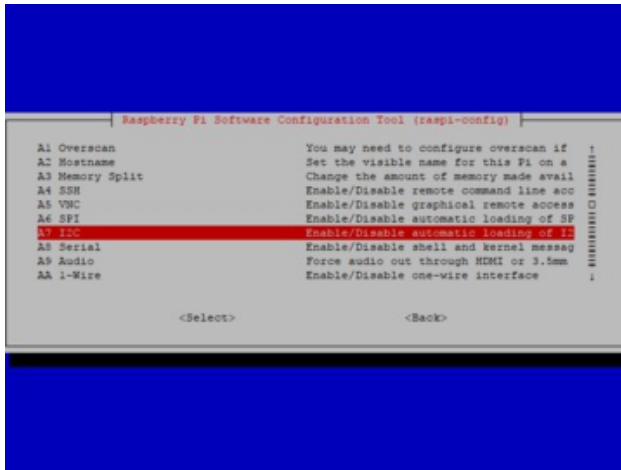 Raspberry Pi Software Configuration Tool (raspi-config)
A1 Overscan You may need to configure overscan if
A2 Hostname Set the visible name for this Pi on a
A3 Memory Split Change the amount of memory made avail
A4 SSH Enable/Disable remote command line acc
A5 VNC Enable/Disable graphical remote access
A6 SPI Enable/Disable automatic loading of SP
A7 I2C Enable/Disable automatic loading of I2
A8 Serial Enable/Disable shell and kernel messag
A9 Audio Force audio out through HDMI or 3.5mm
AA 1-Wire Enable/Disable one-wire interface
<Select> <Back>